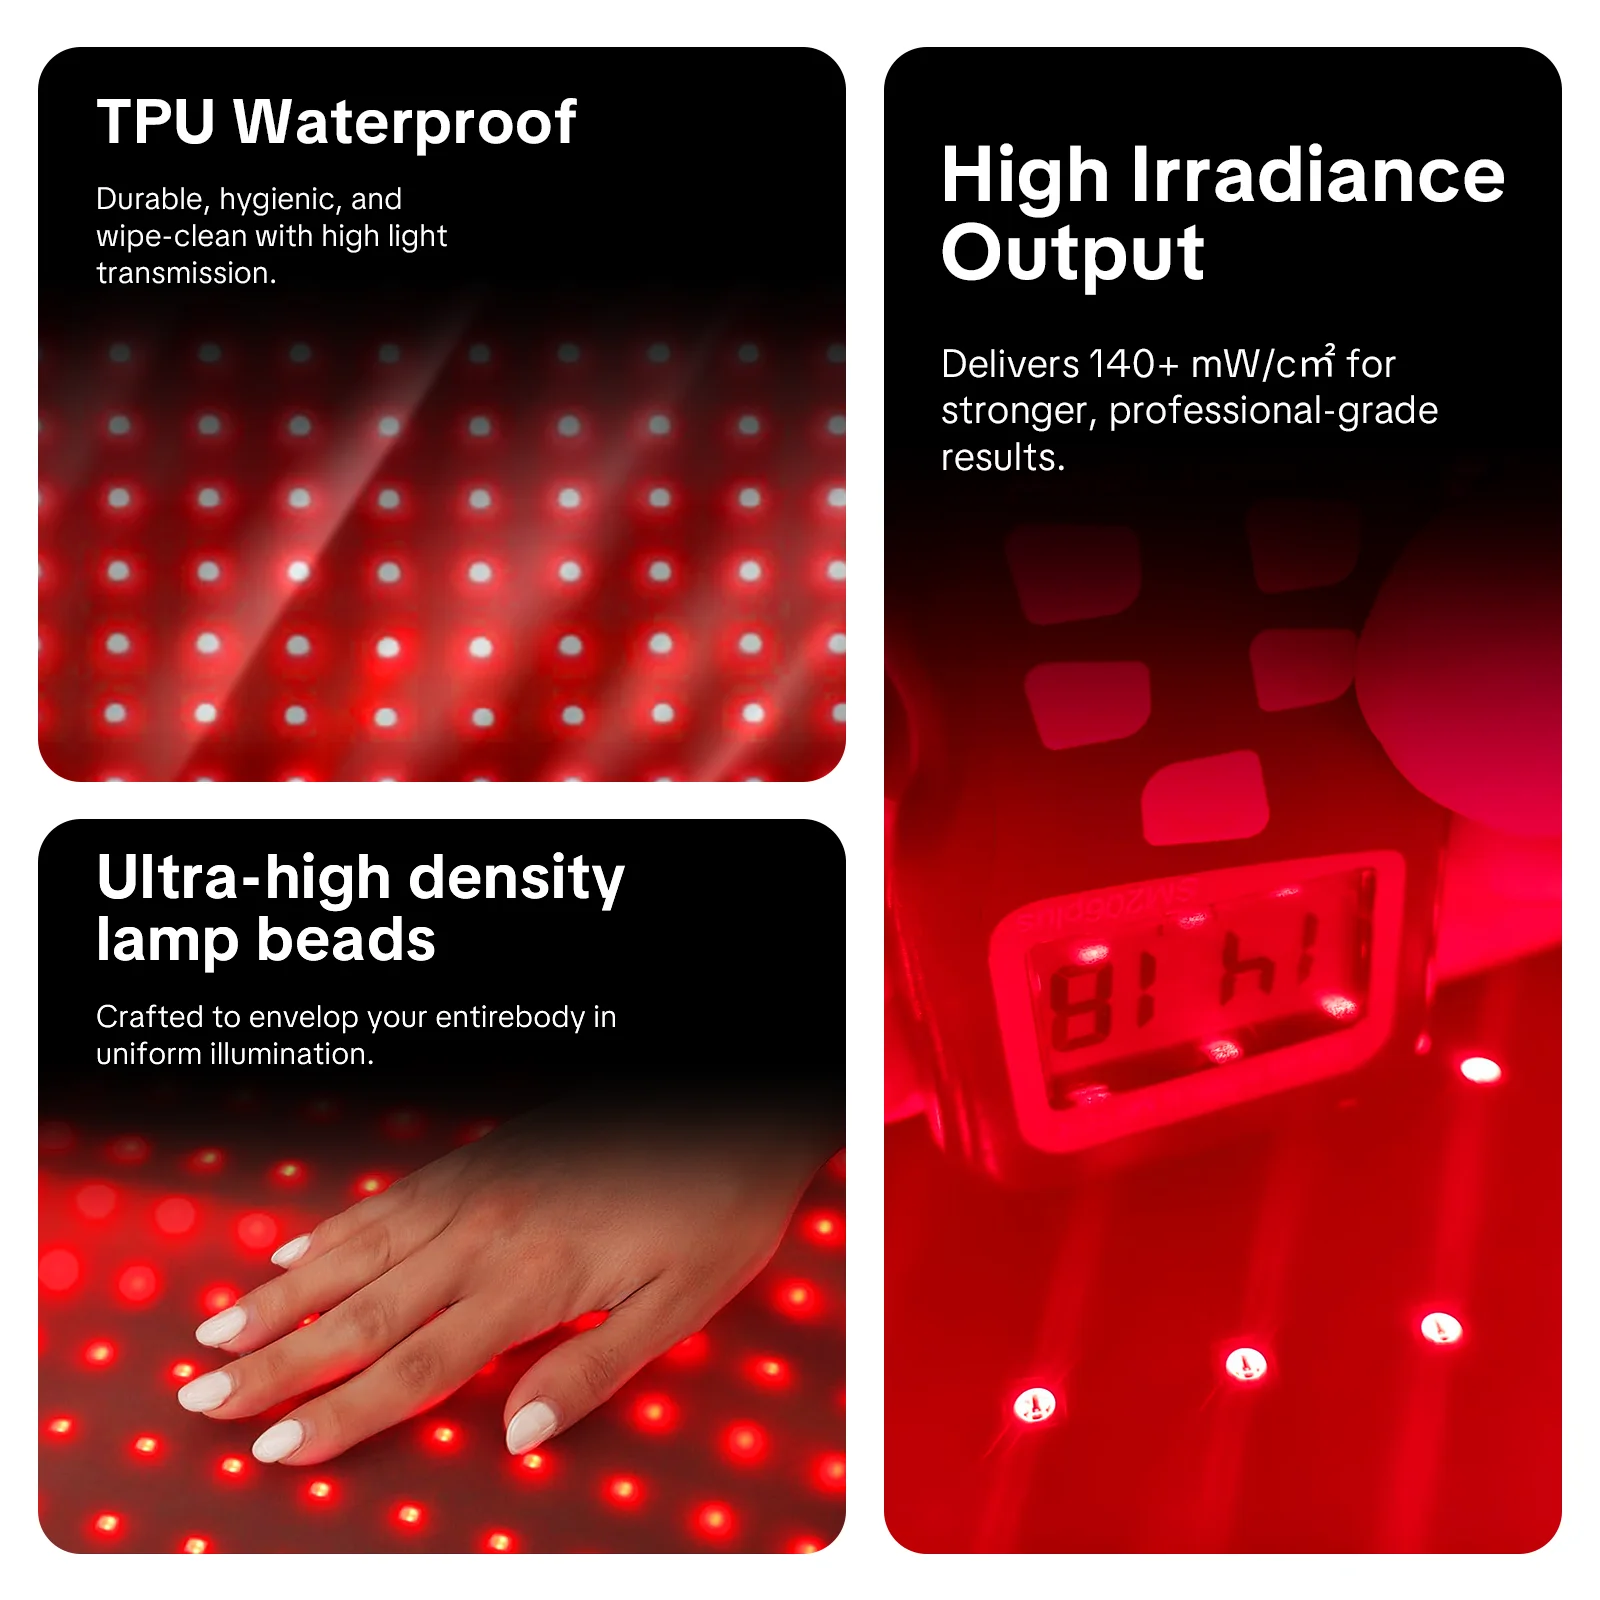 TPU Waterproof
Durable, hygienic, and
wipe-clean with high light
transmission.
High Irradiance
Output
Delivers 140+ mW/cm² for
stronger, professional-grade
results.
SM206plus
Ultra-high density
lamp beads
Crafted to envelop your entirebody in
uniform illumination.